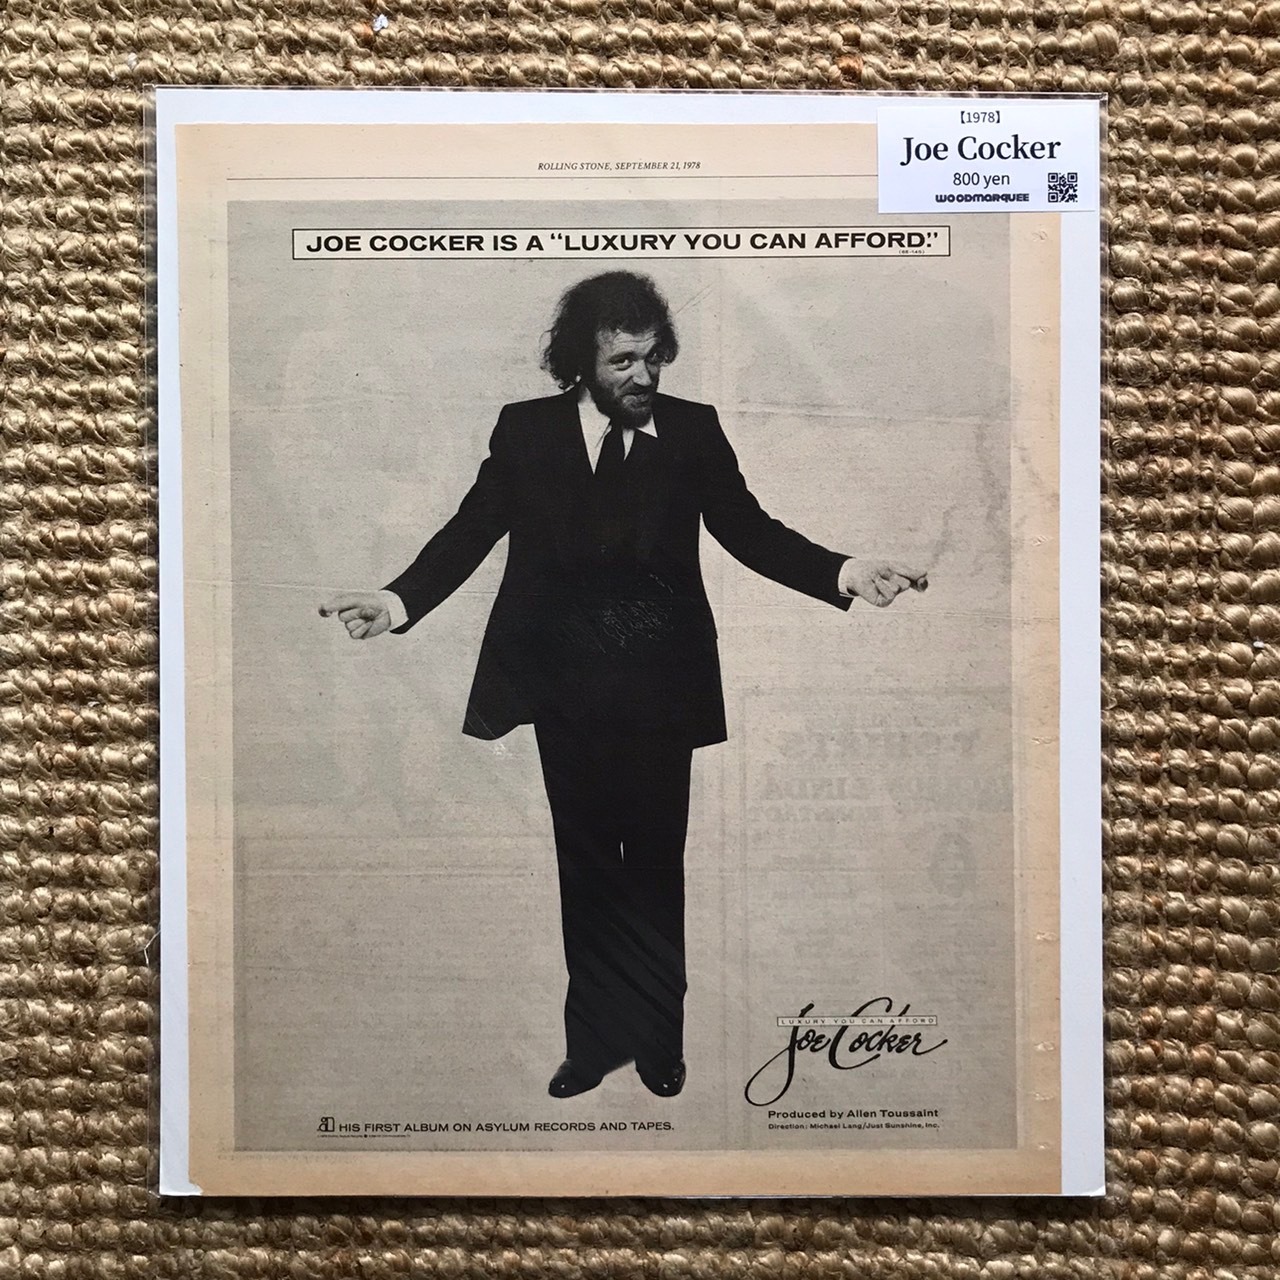 【1978】
Joe Cocker
800 yen
WOODMARQUEE
ROLLING STONE, SEPTEMBER 21, 1978
JOE COCKER IS A “LUXURY YOU CAN AFFORD.”
(6E-145)
LUXURY YOU CAN AFFORD
Joe Cocker
Produced by Allen Toussaint
Direction: Michael Lang/Just Sunshine, Inc.
HIS FIRST ALBUM ON ASYLUM RECORDS AND TAPES.